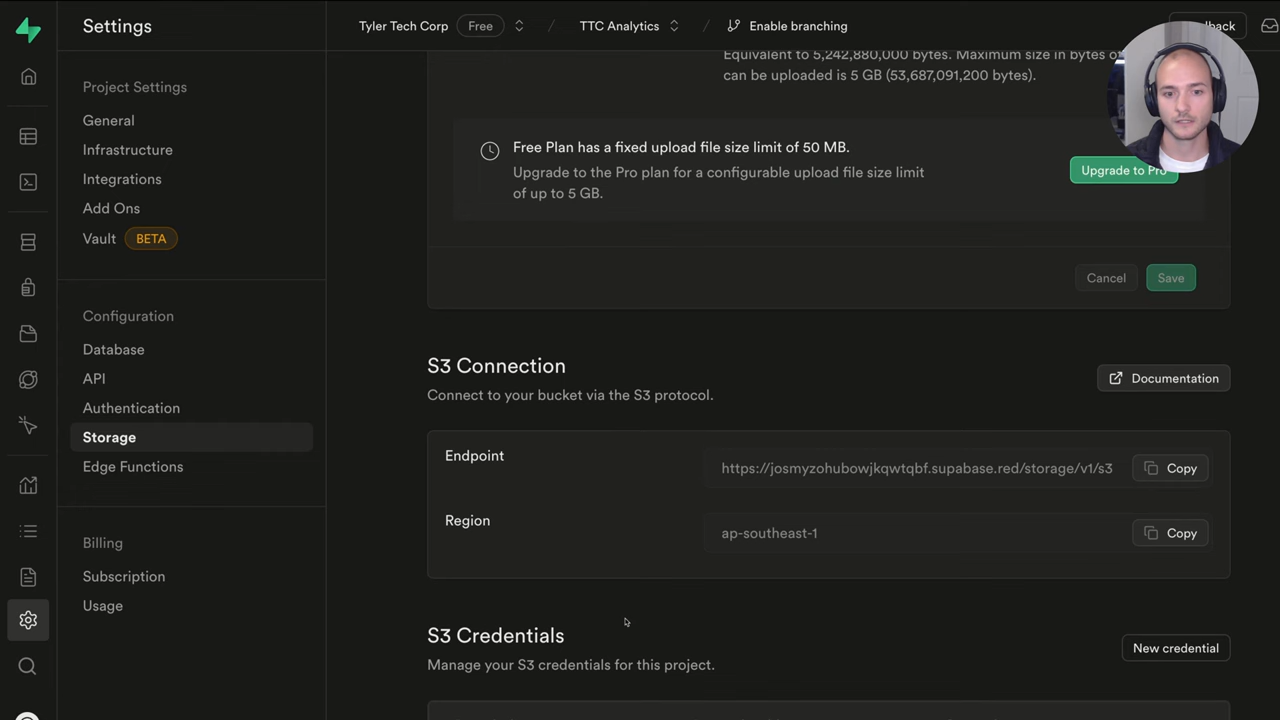 Settings
Tyler Tech Corp Free / TTC Analytics / Enable branching
Project Settings
General
Infrastructure
Integrations
Add Ons
Vault BETA
Configuration
Database
API
Authentication
Storage
Edge Functions
Billing
Subscription
Usage
Equivalent to 5,242,880,000 bytes. Maximum size in bytes of
can be uploaded is 5 GB (53,687,091,200 bytes).
Free Plan has a fixed upload file size limit of 50 MB.
Upgrade to the Pro plan for a configurable upload file size limit
of up to 5 GB.
Upgrade to Pro
Cancel Save
S3 Connection
Connect to your bucket via the S3 protocol.
Documentation
Endpoint https://josmyzohubowjkqwtqbf.supabase.red/storage/v1/s3 Copy
Region ap-southeast-1 Copy
S3 Credentials
Manage your S3 credentials for this project.
New credential